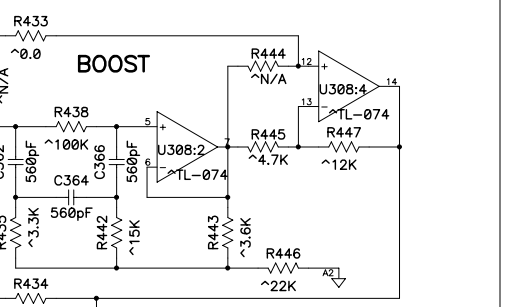 R433
^0.0
^N/A
BOOST
R444
^N/A
12
+
U308:4
14
13
−
^TL-074
R438
^100K
5
+
U308:2
7
6
−
^TL-074
R445
^4.7K
R447
^12K
560pF
C366
560pF
C364
560pF
^3.3K
R442
^15K
R443
^3.6K
R446
^22K
A2
R434